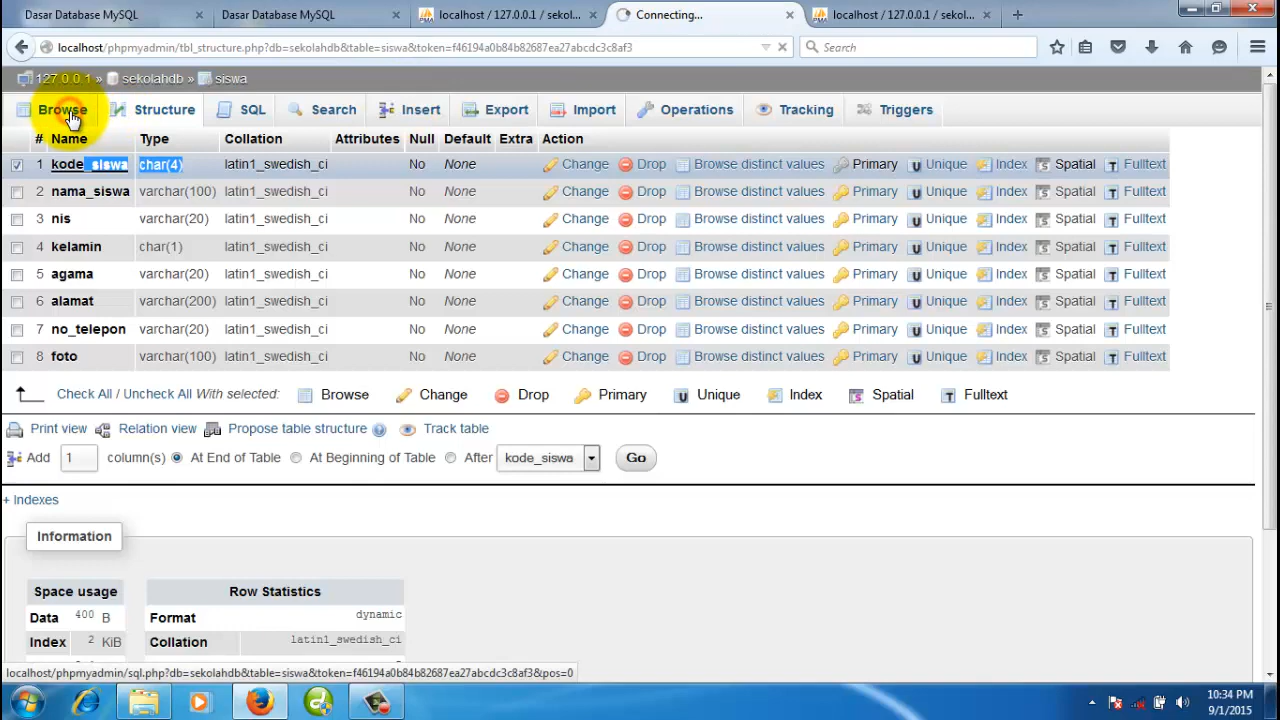 Dasar Database MySQL × Dasar Database MySQL × localhost / 127.0.0.1 / sekol... × Connecting... × localhost / 127.0.0.1 / sekol... × +
localhost/phpmyadmin/tbl_structure.php?db=sekolahdb&table=siswa&token=f46194a0b84b82687ea27abcdc3c8af3 Search
127.0.0.1 » sekolahdb » siswa
Browse Structure SQL Search Insert Export Import Operations Tracking Triggers
# Name Type Collation Attributes Null Default Extra Action
1 kode_siswa char(4) latin1_swedish_ci No None Change Drop Browse distinct values Primary Unique Index Spatial Fulltext
2 nama_siswa varchar(100) latin1_swedish_ci No None Change Drop Browse distinct values Primary Unique Index Spatial Fulltext
3 nis varchar(20) latin1_swedish_ci No None Change Drop Browse distinct values Primary Unique Index Spatial Fulltext
4 kelamin char(1) latin1_swedish_ci No None Change Drop Browse distinct values Primary Unique Index Spatial Fulltext
5 agama varchar(20) latin1_swedish_ci No None Change Drop Browse distinct values Primary Unique Index Spatial Fulltext
6 alamat varchar(200) latin1_swedish_ci No None Change Drop Browse distinct values Primary Unique Index Spatial Fulltext
7 no_telepon varchar(20) latin1_swedish_ci No None Change Drop Browse distinct values Primary Unique Index Spatial Fulltext
8 foto varchar(100) latin1_swedish_ci No None Change Drop Browse distinct values Primary Unique Index Spatial Fulltext
Check All / Uncheck All With selected: Browse Change Drop Primary Unique Index Spatial Fulltext
Print view Relation view Propose table structure Track table
Add 1 column(s) At End of Table At Beginning of Table After kode_siswa Go
+ Indexes
Information
Space usage Row Statistics
Data 400 B Format dynamic
Index 2 KiB Collation latin1_swedish_ci
localhost/phpmyadmin/sql.php?db=sekolahdb&table=siswa&token=f46194a0b84b82687ea27abcdc3c8af3&pos=0
10:34 PM
9/1/2015